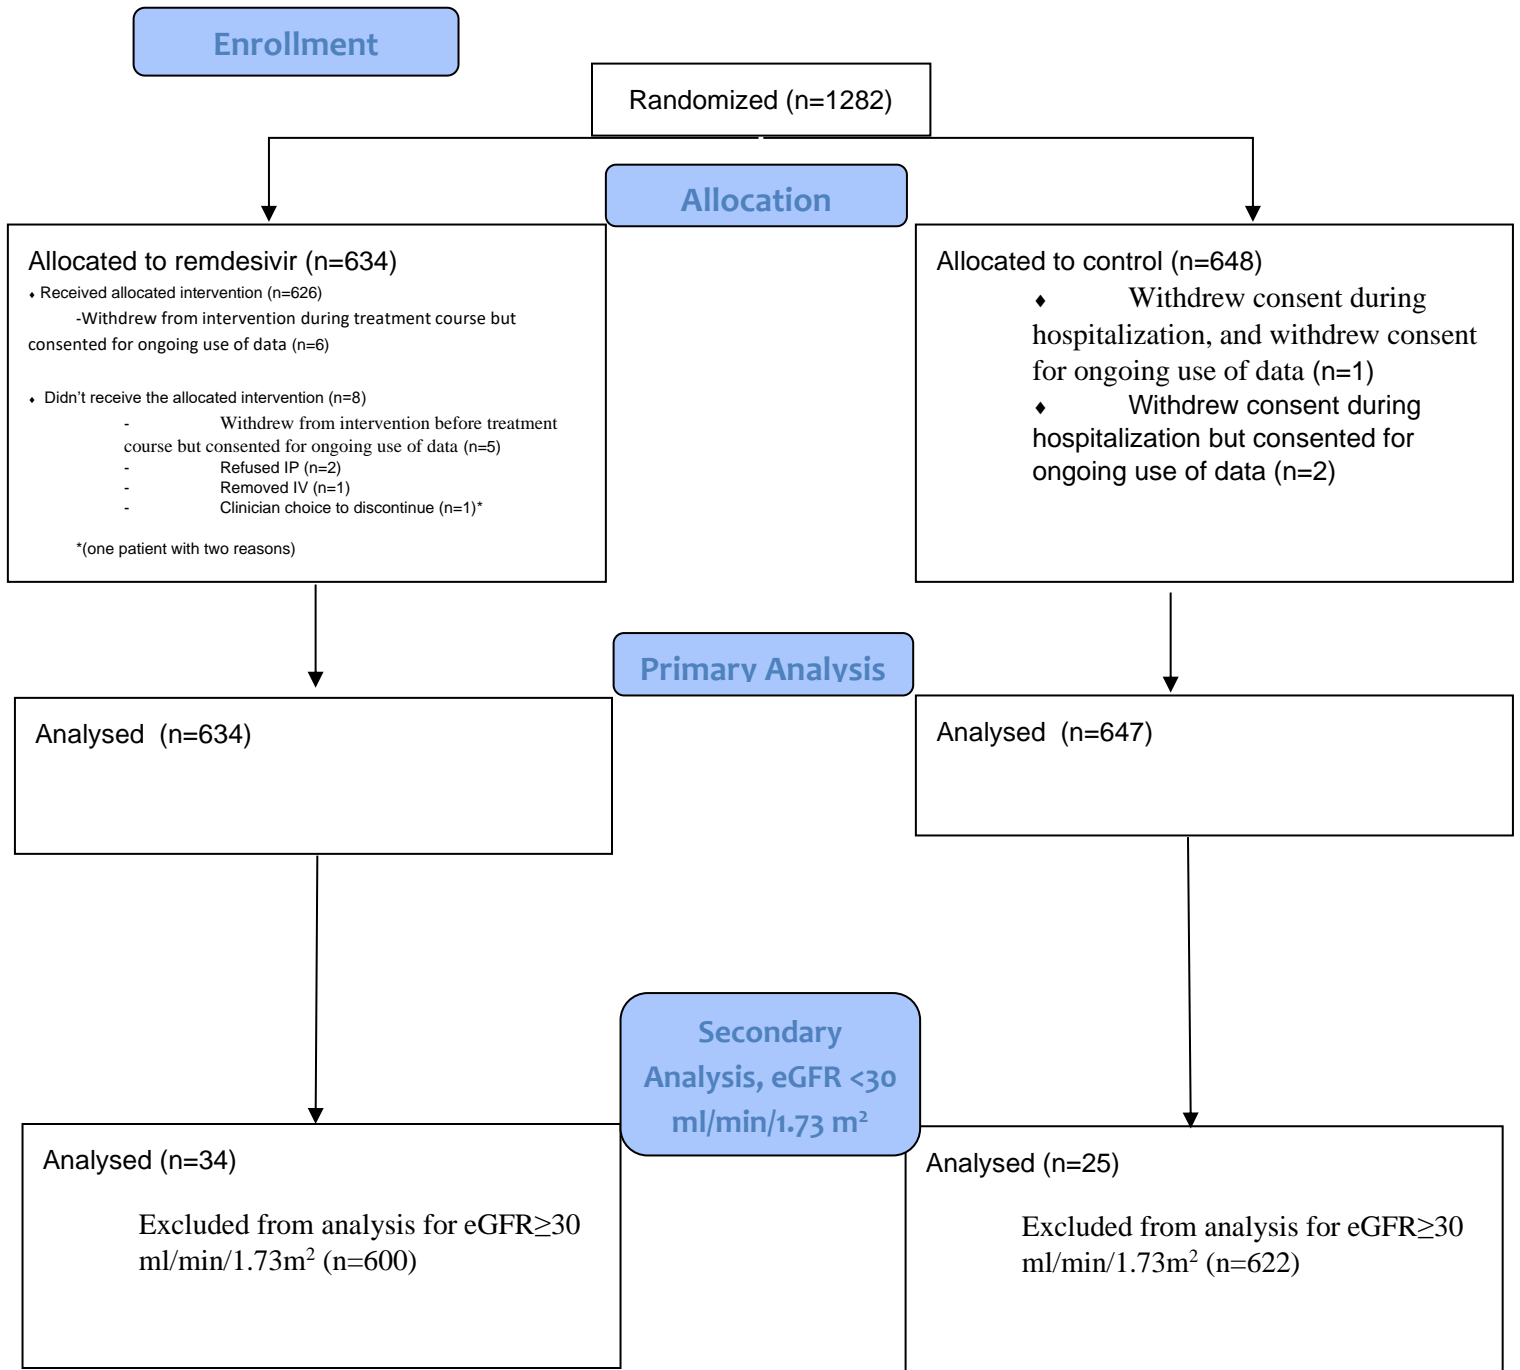 Enrollment
Randomized (n=1282)
Allocation
Allocated to remdesivir (n=634)
⬩ Received allocated intervention (n=626)
-Withdrew from intervention during treatment course but
consented for ongoing use of data (n=6)
⬩ Didn’t receive the allocated intervention (n=8)
- Withdrew from intervention before treatment
course but consented for ongoing use of data (n=5)
- Refused IP (n=2)
- Removed IV (n=1)
- Clinician choice to discontinue (n=1)*
*(one patient with two reasons)
Allocated to control (n=648)
⬩ Withdrew consent during
hospitalization, and withdrew consent
for ongoing use of data (n=1)
⬩ Withdrew consent during
hospitalization but consented for
ongoing use of data (n=2)
Primary Analysis
Analysed (n=634)
Analysed (n=647)
Secondary
Analysis, eGFR <30
ml/min/1.73 m²
Analysed (n=34)
Excluded from analysis for eGFR≥30
ml/min/1.73m² (n=600)
Analysed (n=25)
Excluded from analysis for eGFR≥30
ml/min/1.73m² (n=622)